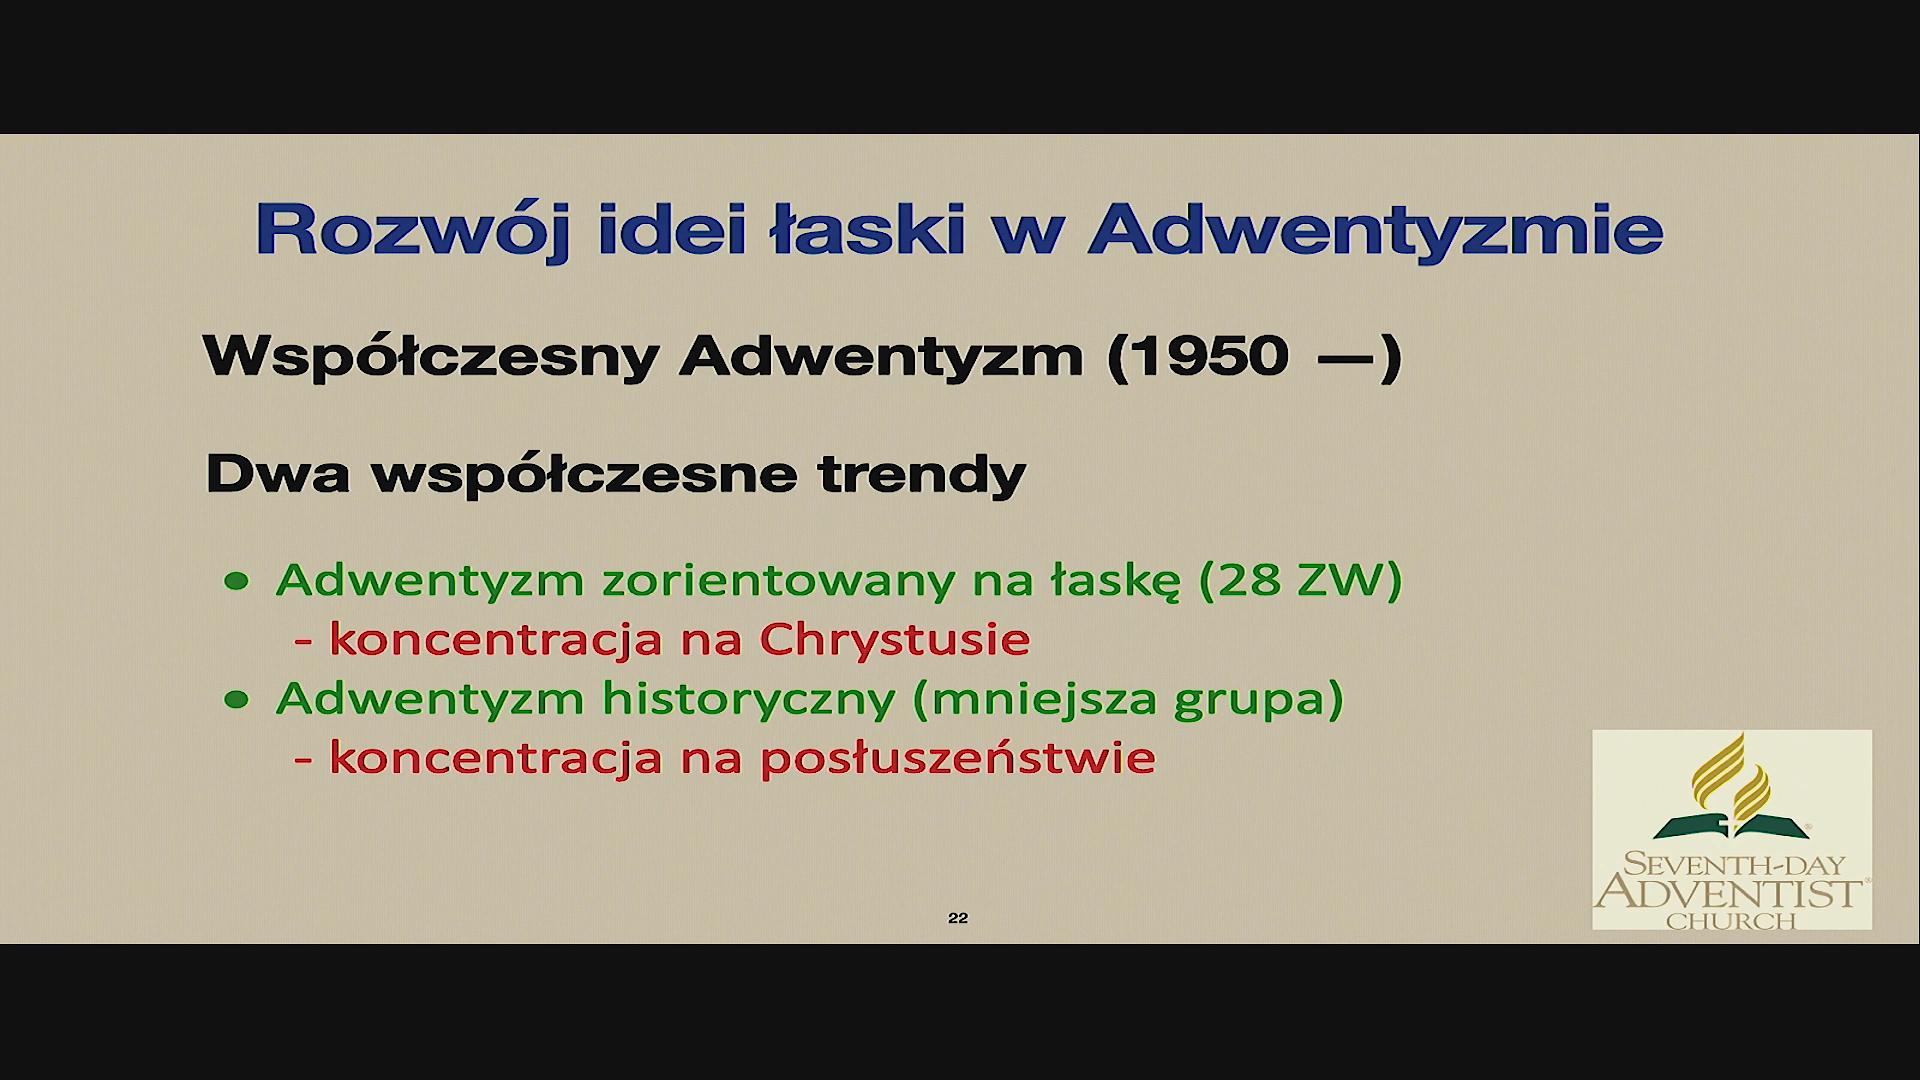 Rozwój idei łaski w Adwentyzmie
Współczesny Adwentyzm (1950 —)
Dwa współczesne trendy
• Adwentyzm zorientowany na łaskę (28 ZW)
- koncentracja na Chrystusie
• Adwentyzm historyczny (mniejsza grupa)
- koncentracja na posłuszeństwie
SEVENTH-DAY
ADVENTIST®
CHURCH
22